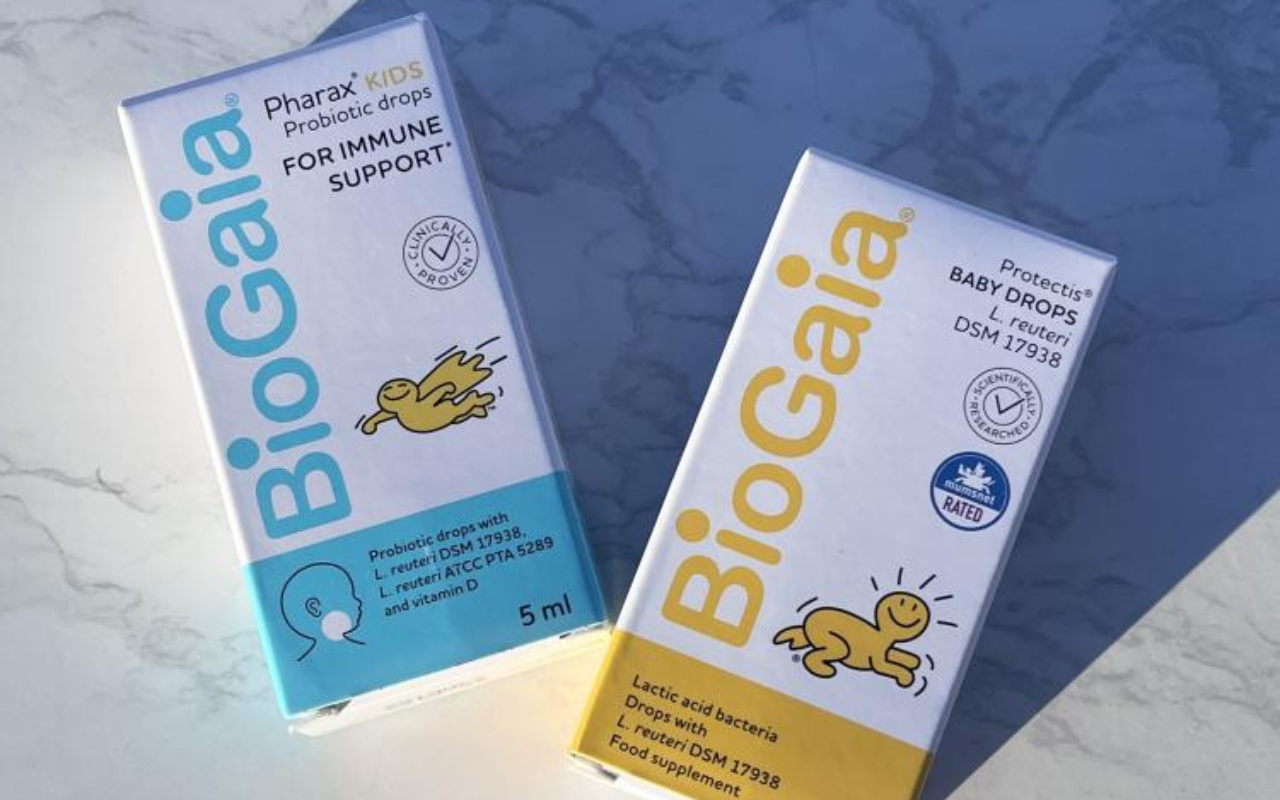 BioGaia®
Pharax® KIDS
Probiotic drops
FOR IMMUNE
SUPPORT*
· CLINICALLY ·
PROVEN
™
Probiotic drops with
L. reuteri DSM 17938,
L. reuteri ATCC PTA 5289
and vitamin D
5 ml
BioGaia®
Protectis®
BABY DROPS
L. reuteri
DSM 17938
· SCIENTIFICALLY ·
RESEARCHED
mumsnet
RATED
®
Lactic acid bacteria
Drops with
L. reuteri DSM 17938
Food supplement